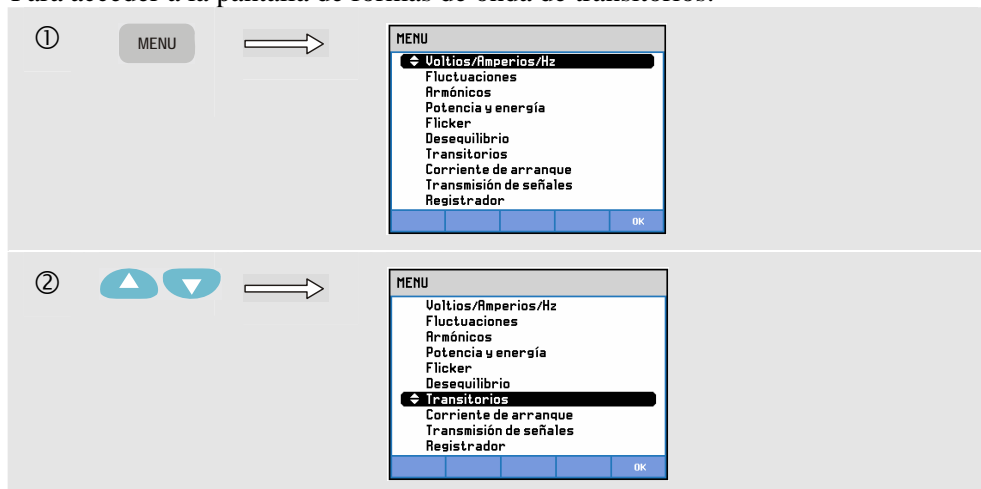 Para acceder a la pantalla de formas de onda de transitorios:
① MENU
MENU
Voltios/Amperios/Hz
Fluctuaciones
Armónicos
Potencia y energía
Flicker
Desequilibrio
Transitorios
Corriente de arranque
Transmisión de señales
Registrador
OK
②
MENU
Voltios/Amperios/Hz
Fluctuaciones
Armónicos
Potencia y energía
Flicker
Desequilibrio
Transitorios
Corriente de arranque
Transmisión de señales
Registrador
OK